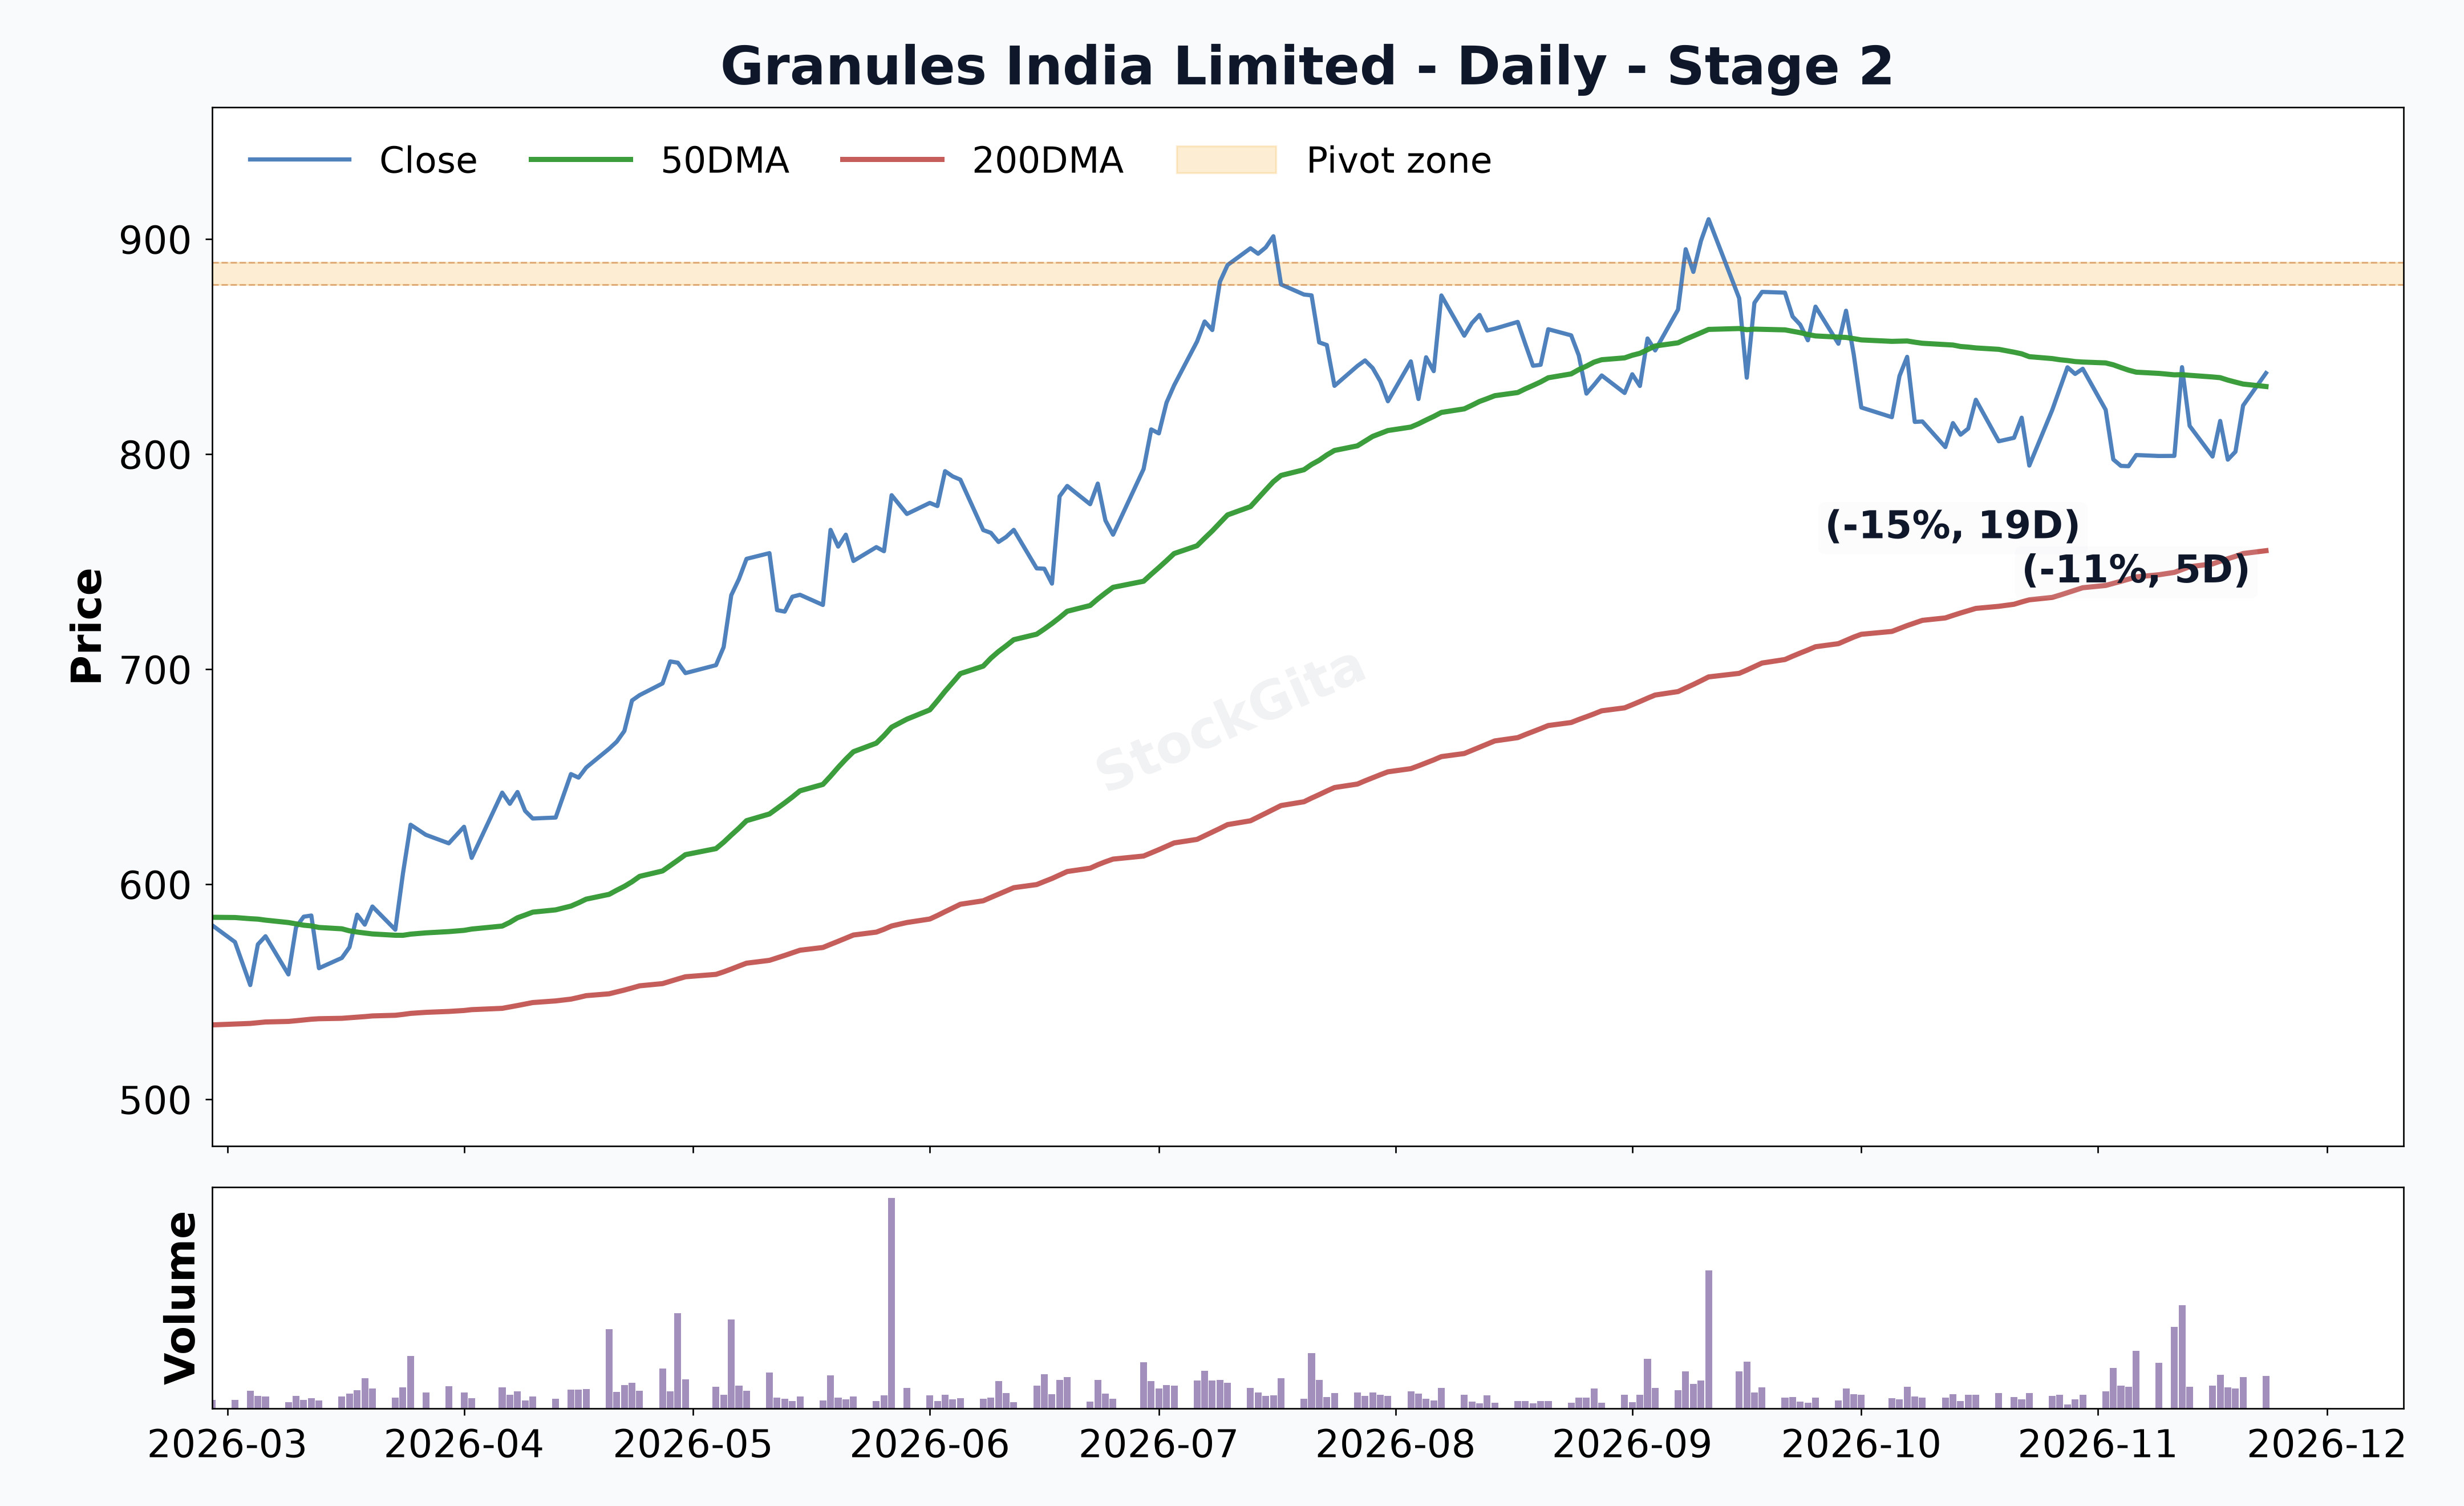 Granules India Limited - Daily - Stage 2
Close 50DMA 200DMA Pivot zone
900
800
700
600
500
Price
(-15%, 19D)
(-11%, 5D)
StockGita
Volume
2026-03 2026-04 2026-05 2026-06 2026-07 2026-08 2026-09 2026-10 2026-11 2026-12